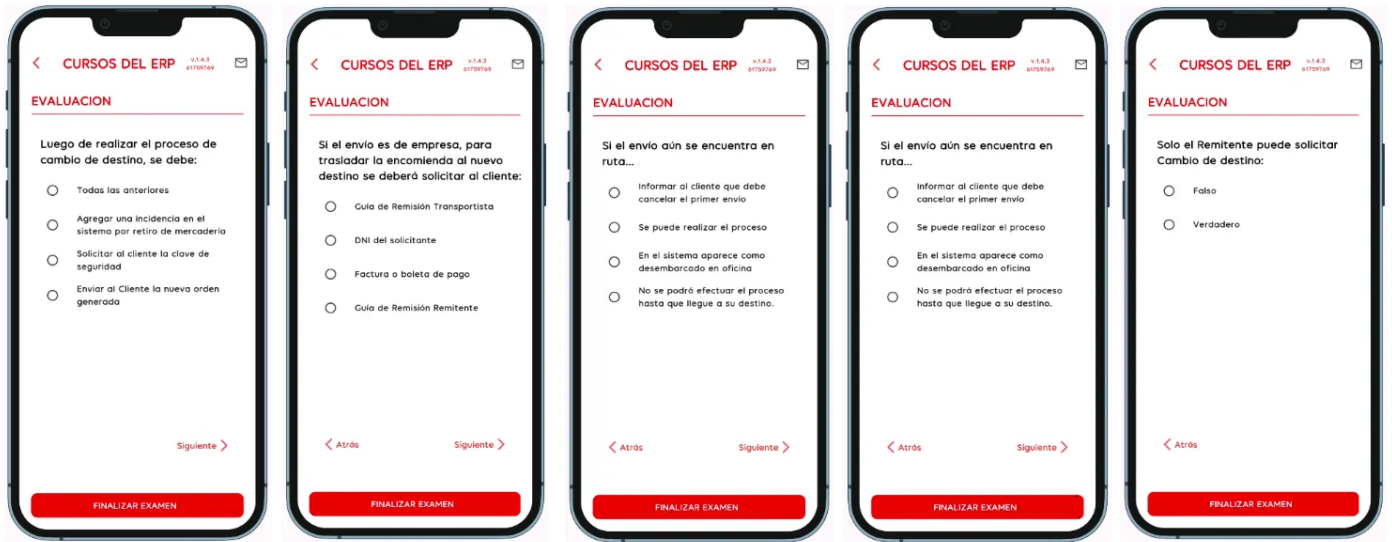 CURSOS DEL ERP
v.1.4.3
61759769
EVALUACION
Luego de realizar el proceso de
cambio de destino, se debe:
Todas las anteriores
Agregar una incidencia en el
sistema por retiro de mercadería
Solicitar al cliente la clave de
seguridad
Enviar al Cliente la nueva orden
generada
Siguiente
FINALIZAR EXAMEN
CURSOS DEL ERP
v.1.4.3
61759769
EVALUACION
Si el envío es de empresa, para
trasladar la encomienda al nuevo
destino se deberá solicitar al cliente:
Guía de Remisión Transportista
DNI del solicitante
Factura o boleta de pago
Guía de Remisión Remitente
Atrás
Siguiente
FINALIZAR EXAMEN
CURSOS DEL ERP
v.1.4.3
61759769
EVALUACION
Si el envío aún se encuentra en
ruta...
Informar al cliente que debe
cancelar el primer envío
Se puede realizar el proceso
En el sistema aparece como
desembarcado en oficina
No se podrá efectuar el proceso
hasta que llegue a su destino.
Atrás
Siguiente
FINALIZAR EXAMEN
CURSOS DEL ERP
v.1.4.3
61759769
EVALUACION
Si el envío aún se encuentra en
ruta...
Informar al cliente que debe
cancelar el primer envío
Se puede realizar el proceso
En el sistema aparece como
desembarcado en oficina
No se podrá efectuar el proceso
hasta que llegue a su destino.
Atrás
Siguiente
FINALIZAR EXAMEN
CURSOS DEL ERP
v.1.4.3
61759769
EVALUACION
Solo el Remitente puede solicitar
Cambio de destino:
Falso
Verdadero
Atrás
FINALIZAR EXAMEN